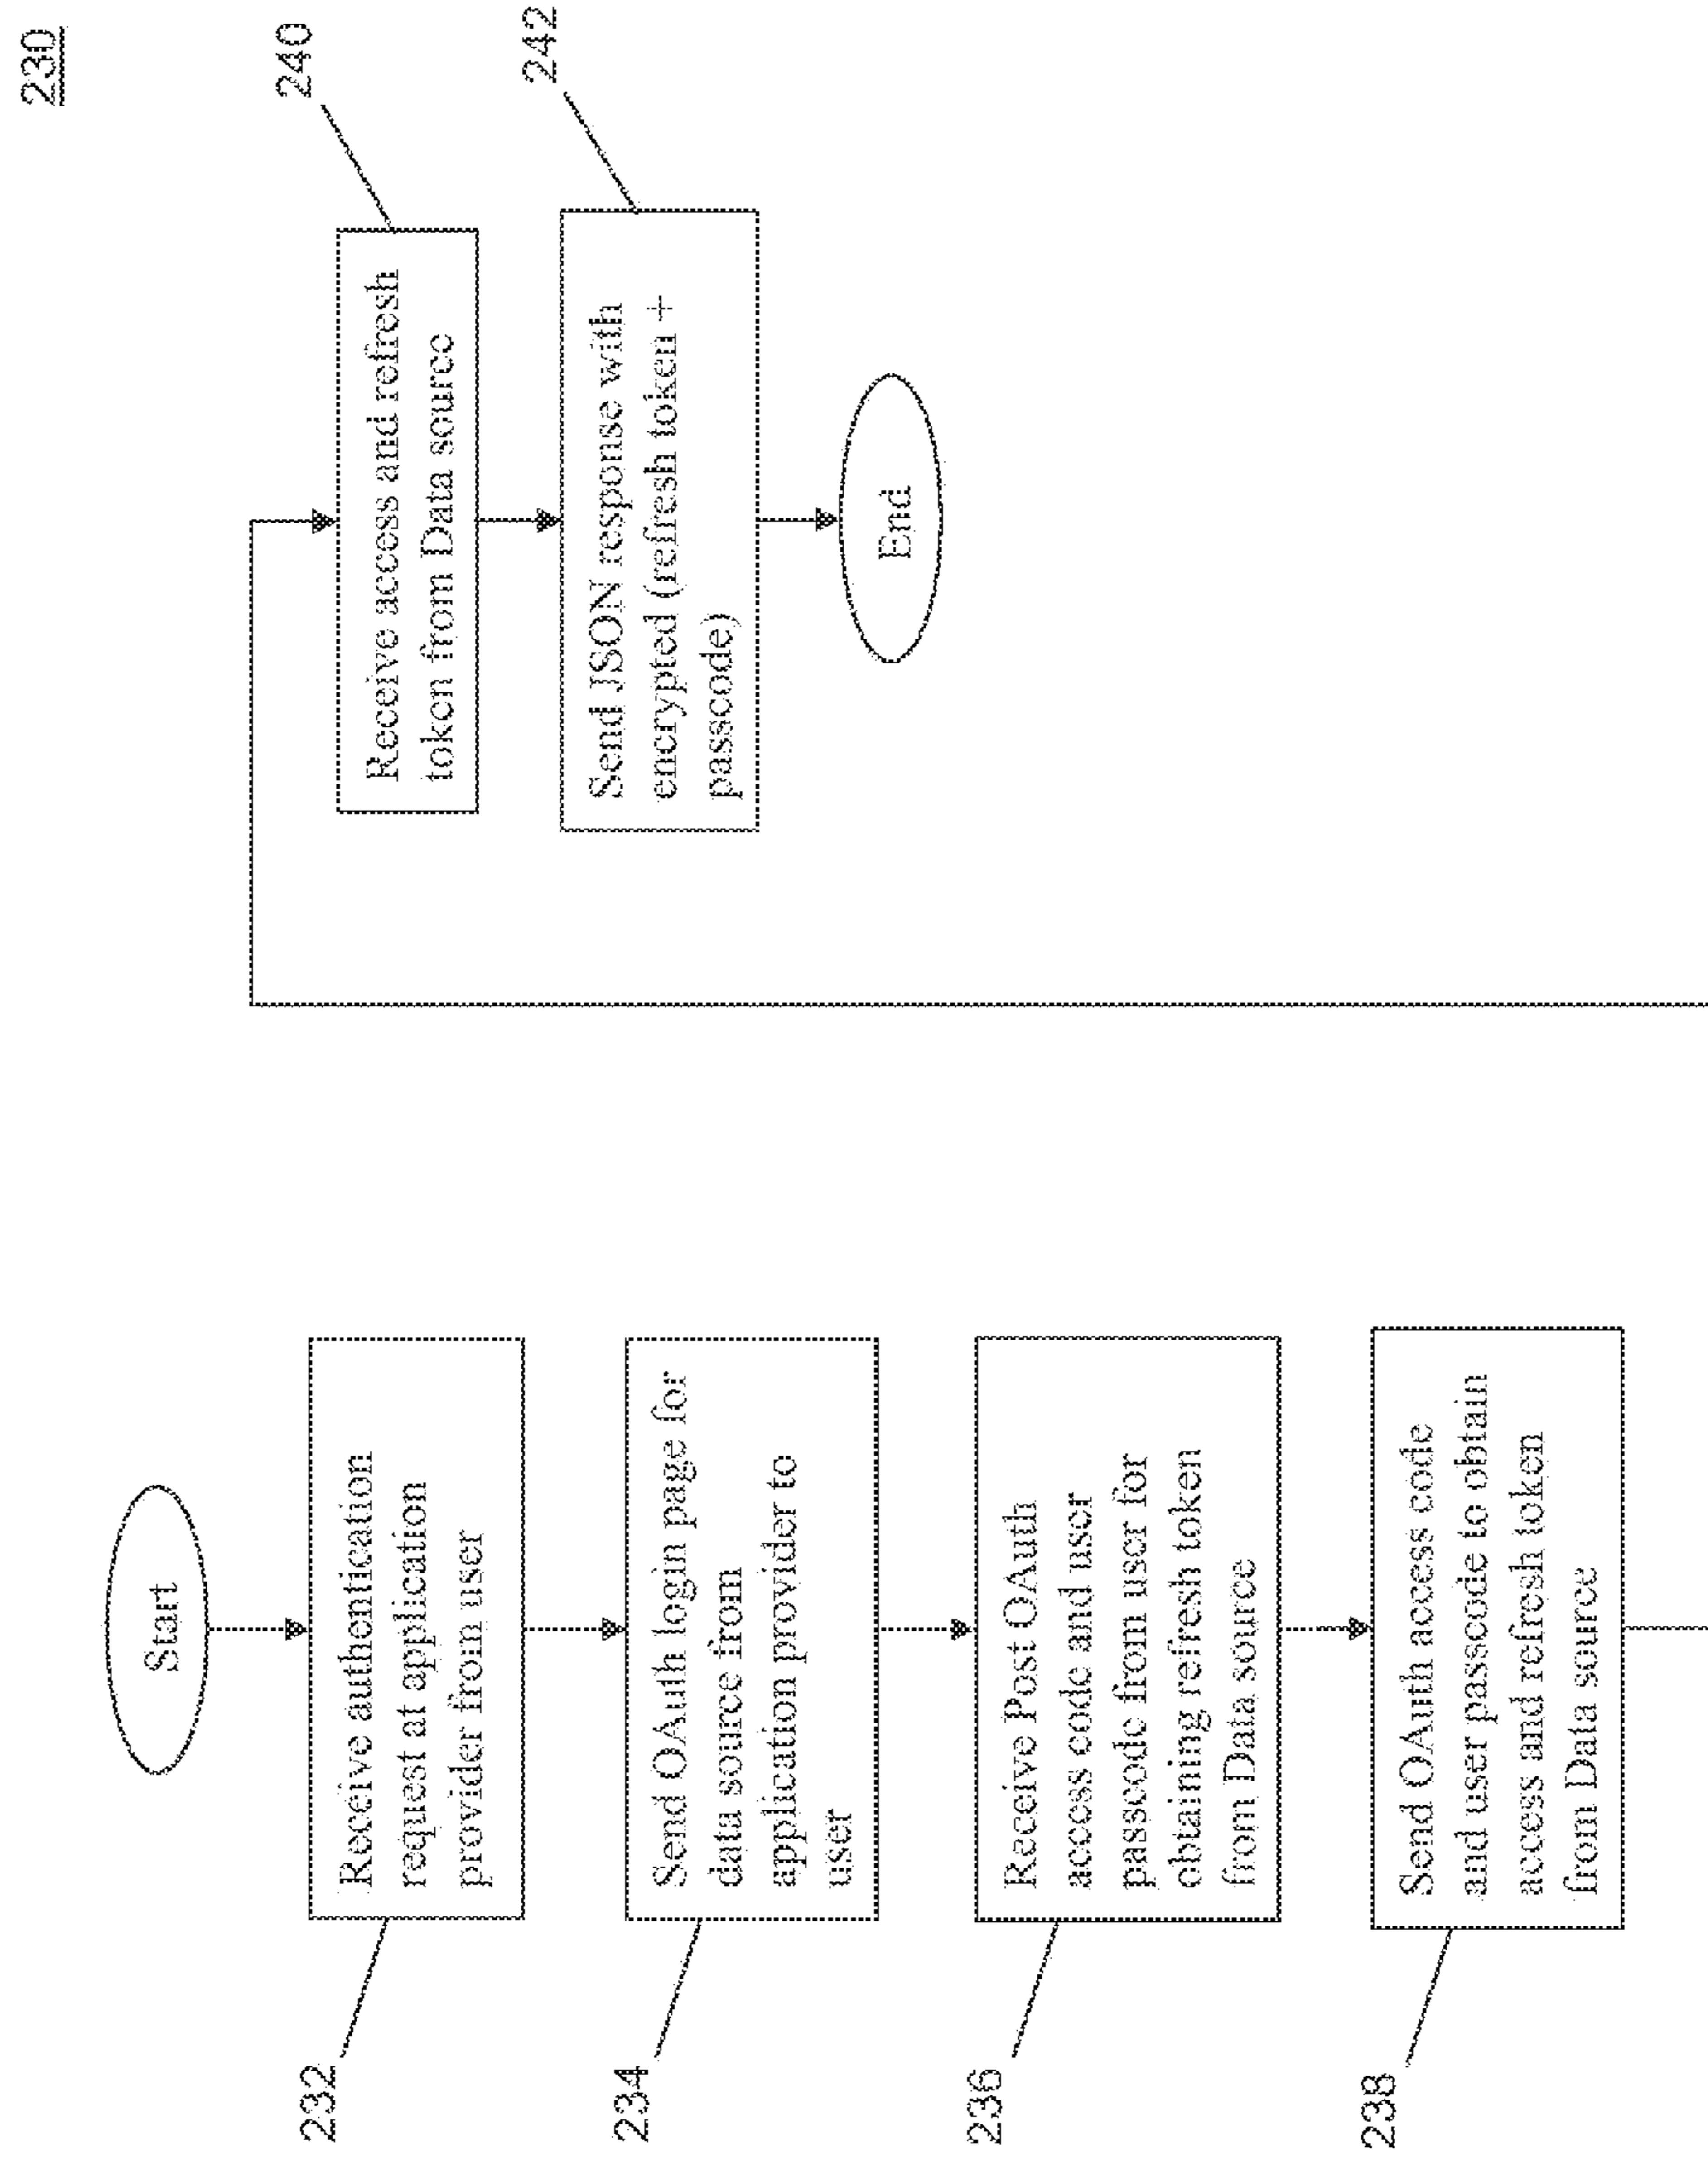 230
Start
232
Receive authentication
request at application
provider from user
234
Send OAuth login page for
data source from
application provider to
user
236
Receive Post OAuth
access code and user
passcode from user for
obtaining refresh token
from Data source
238
Send OAuth access code
and user passcode to obtain
access and refresh token
from Data source
240
Receive access and refresh
token from Data source
242
Send JSON response with
encrypted (refresh token +
passcode)
End